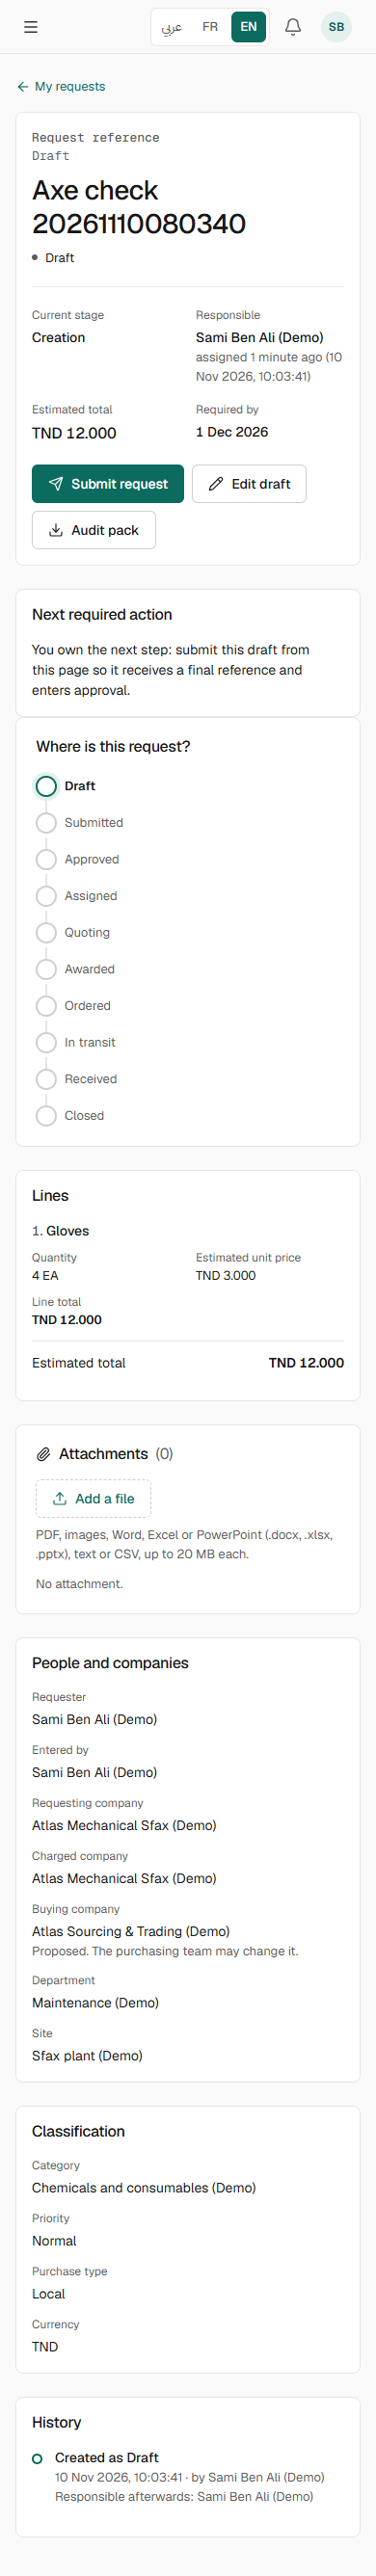 عربي FR EN SB
My requests
Request reference
Draft
Axe check
20261110080340
Draft
Current stage
Creation
Responsible
Sami Ben Ali (Demo)
assigned 1 minute ago (10
Nov 2026, 10:03:41)
Estimated total
TND 12.000
Required by
1 Dec 2026
Submit request
Edit draft
Audit pack
Next required action
You own the next step: submit this draft from
this page so it receives a final reference and
enters approval.
Where is this request?
Draft
Submitted
Approved
Assigned
Quoting
Awarded
Ordered
In transit
Received
Closed
Lines
1. Gloves
Quantity
4 EA
Estimated unit price
TND 3.000
Line total
TND 12.000
Estimated total TND 12.000
Attachments (0)
Add a file
PDF, images, Word, Excel or PowerPoint (.docx, .xlsx,
.pptx), text or CSV, up to 20 MB each.
No attachment.
People and companies
Requester
Sami Ben Ali (Demo)
Entered by
Sami Ben Ali (Demo)
Requesting company
Atlas Mechanical Sfax (Demo)
Charged company
Atlas Mechanical Sfax (Demo)
Buying company
Atlas Sourcing & Trading (Demo)
Proposed. The purchasing team may change it.
Department
Maintenance (Demo)
Site
Sfax plant (Demo)
Classification
Category
Chemicals and consumables (Demo)
Priority
Normal
Purchase type
Local
Currency
TND
History
Created as Draft
10 Nov 2026, 10:03:41 · by Sami Ben Ali (Demo)
Responsible afterwards: Sami Ben Ali (Demo)